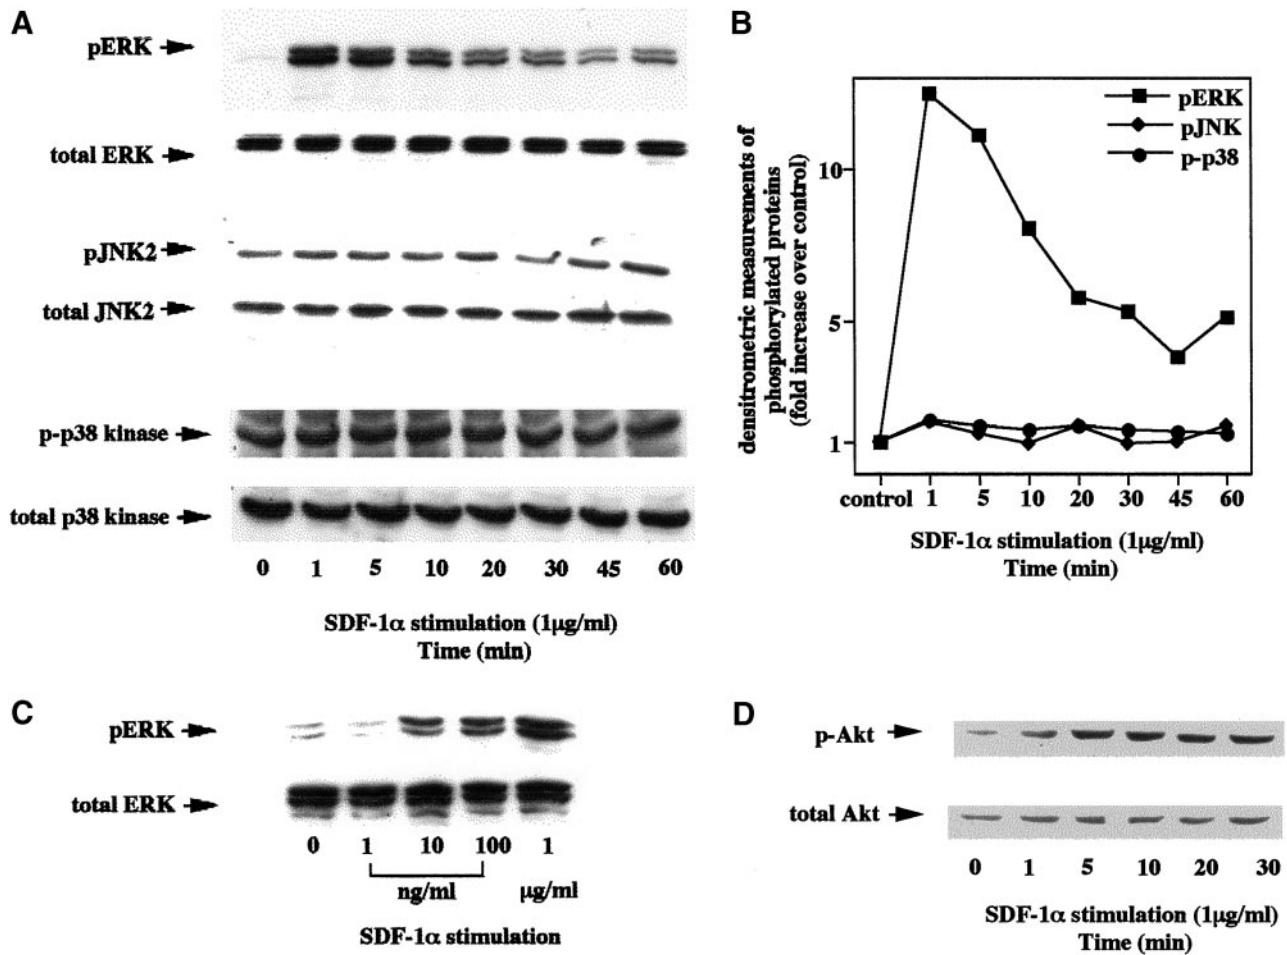 A
pERK
total ERK
pJNK2
total JNK2
p-p38 kinase
total p38 kinase
0 1 5 10 20 30 45 60
SDF-1α stimulation (1μg/ml)
Time (min)
B
densitrometric measurements of
phosphorylated proteins
(fold increase over control)
10
5
1
pERK
pJNK
p-p38
control 1 5 10 20 30 45 60
SDF-1α stimulation (1μg/ml)
Time (min)
C
pERK
total ERK
0 1 10 100 1
ng/ml μg/ml
SDF-1α stimulation
D
p-Akt
total Akt
0 1 5 10 20 30
SDF-1α stimulation (1μg/ml)
Time (min)